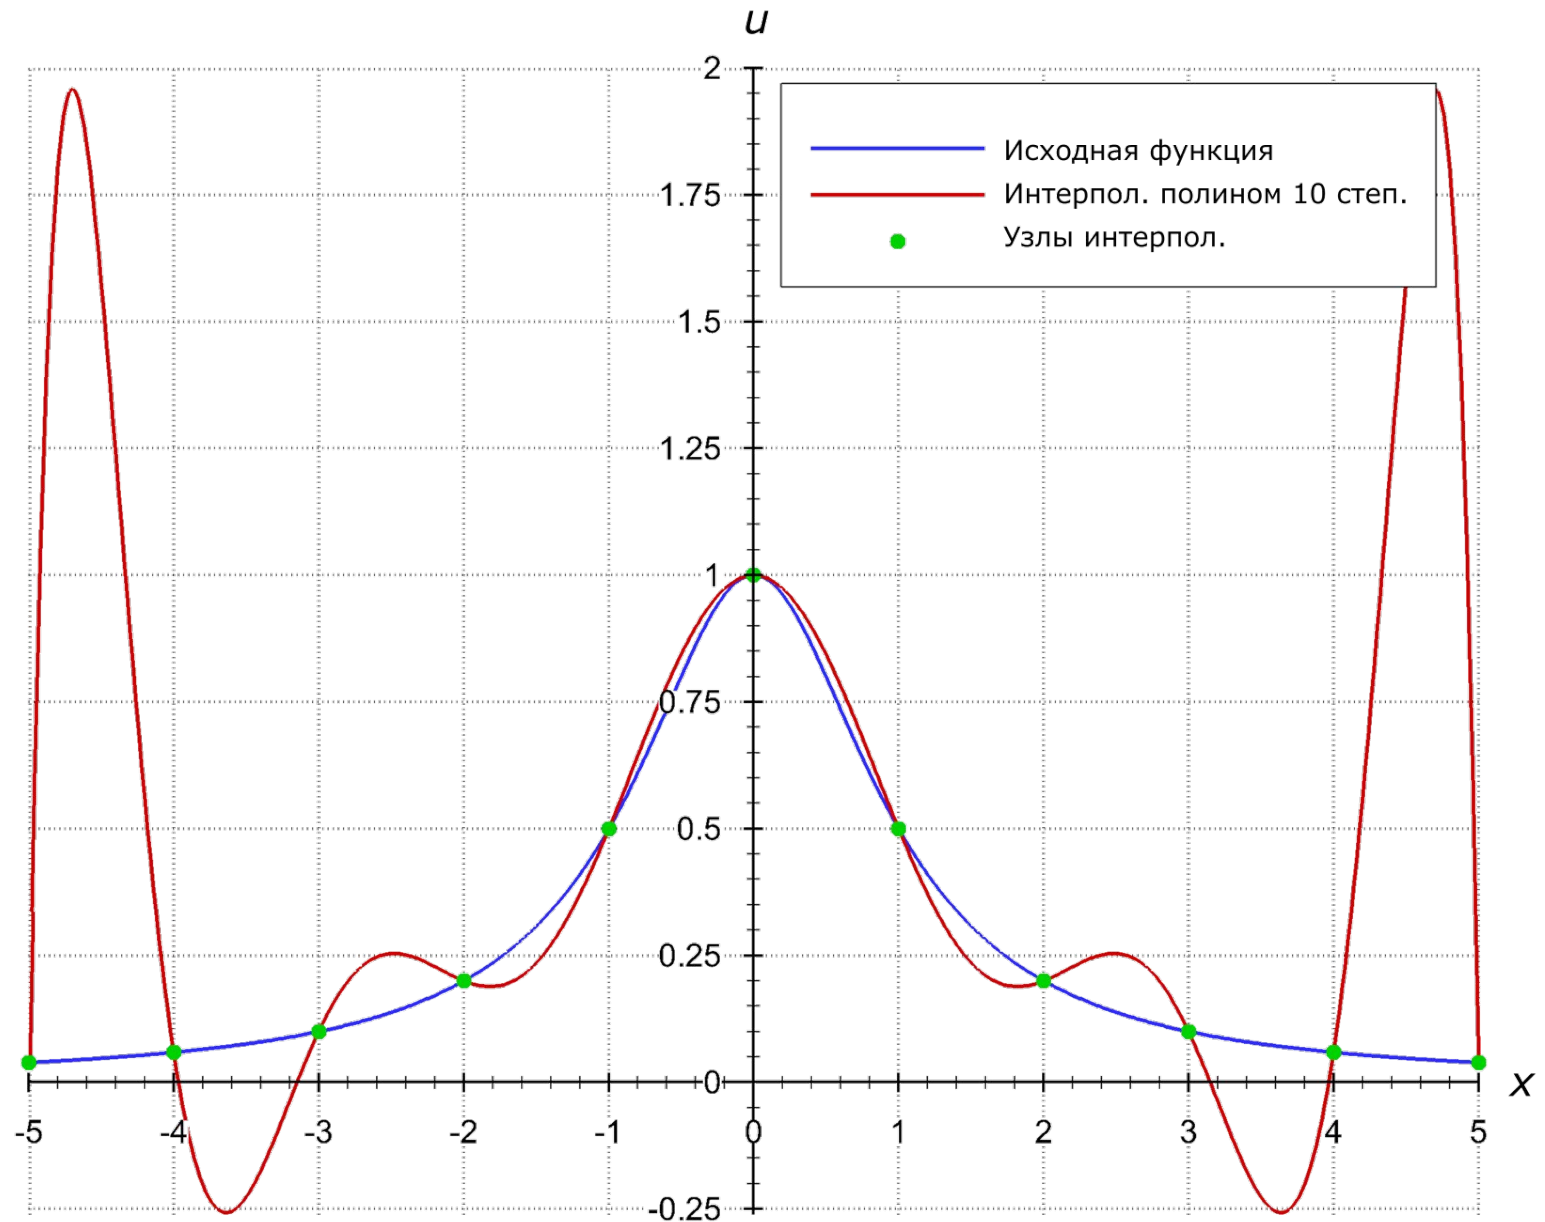 u
2
Исходная функция
Интерпол. полином 10 степ.
1.75
Узлы интерпол.
1.5
1.25
1
0.75
0.5
0.25
0
x
-5 -4 -3 -2 -1 0 1 2 3 4 5
-0.25